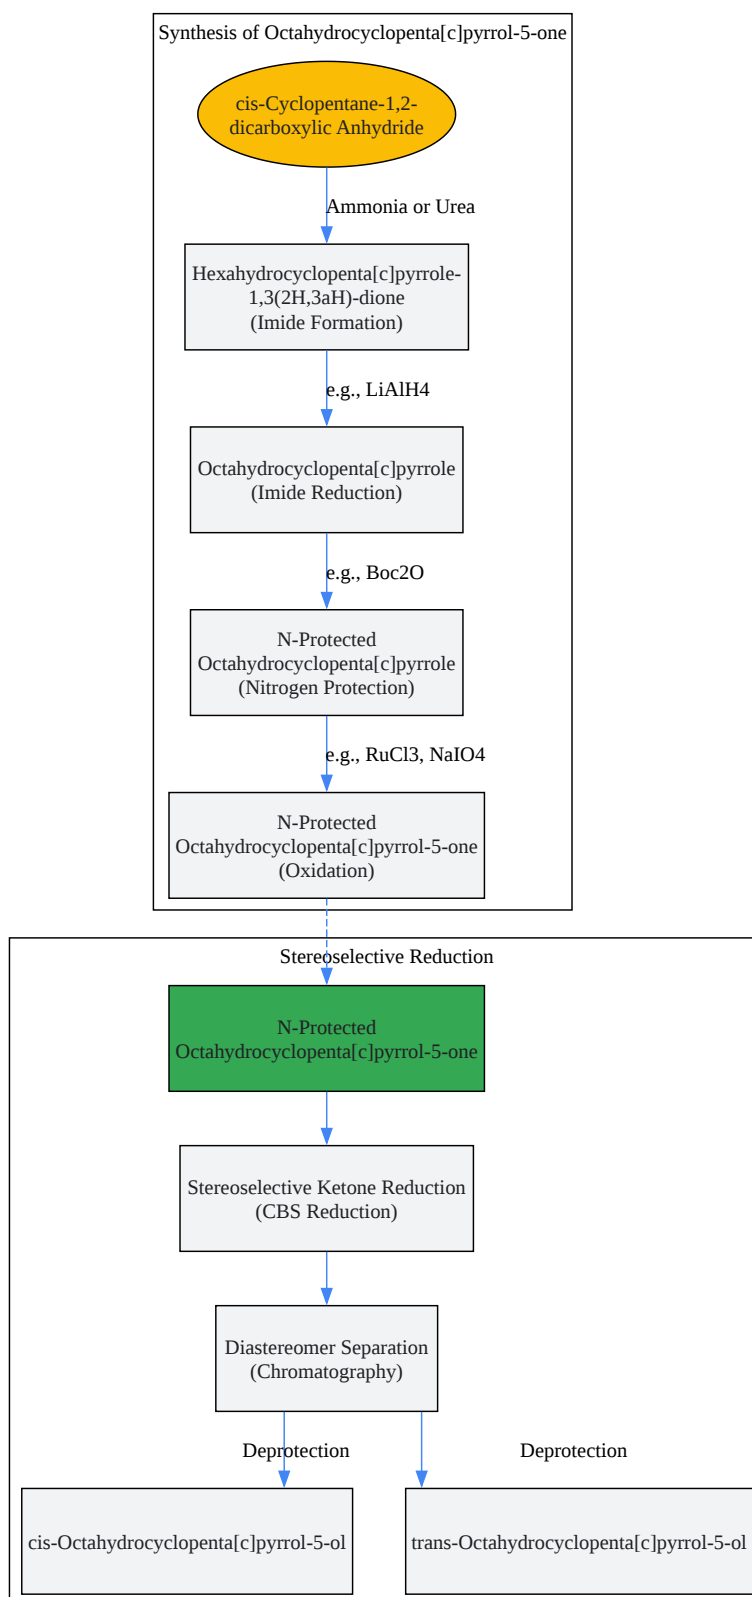 Synthesis of Octahydrocyclopenta[c]pyrrol-5-one
cis-Cyclopentane-1,2-
dicarboxylic Anhydride
Ammonia or Urea
Hexahydrocyclopenta[c]pyrrole-
1,3(2H,3aH)-dione
(Imide Formation)
e.g., LiAlH4
Octahydrocyclopenta[c]pyrrole
(Imide Reduction)
e.g., Boc2O
N-Protected
Octahydrocyclopenta[c]pyrrole
(Nitrogen Protection)
e.g., RuCl3, NaIO4
N-Protected
Octahydrocyclopenta[c]pyrrol-5-one
(Oxidation)
Stereoselective Reduction
N-Protected
Octahydrocyclopenta[c]pyrrol-5-one
Stereoselective Ketone Reduction
(CBS Reduction)
Diastereomer Separation
(Chromatography)
Deprotection
Deprotection
cis-Octahydrocyclopenta[c]pyrrol-5-ol
trans-Octahydrocyclopenta[c]pyrrol-5-ol